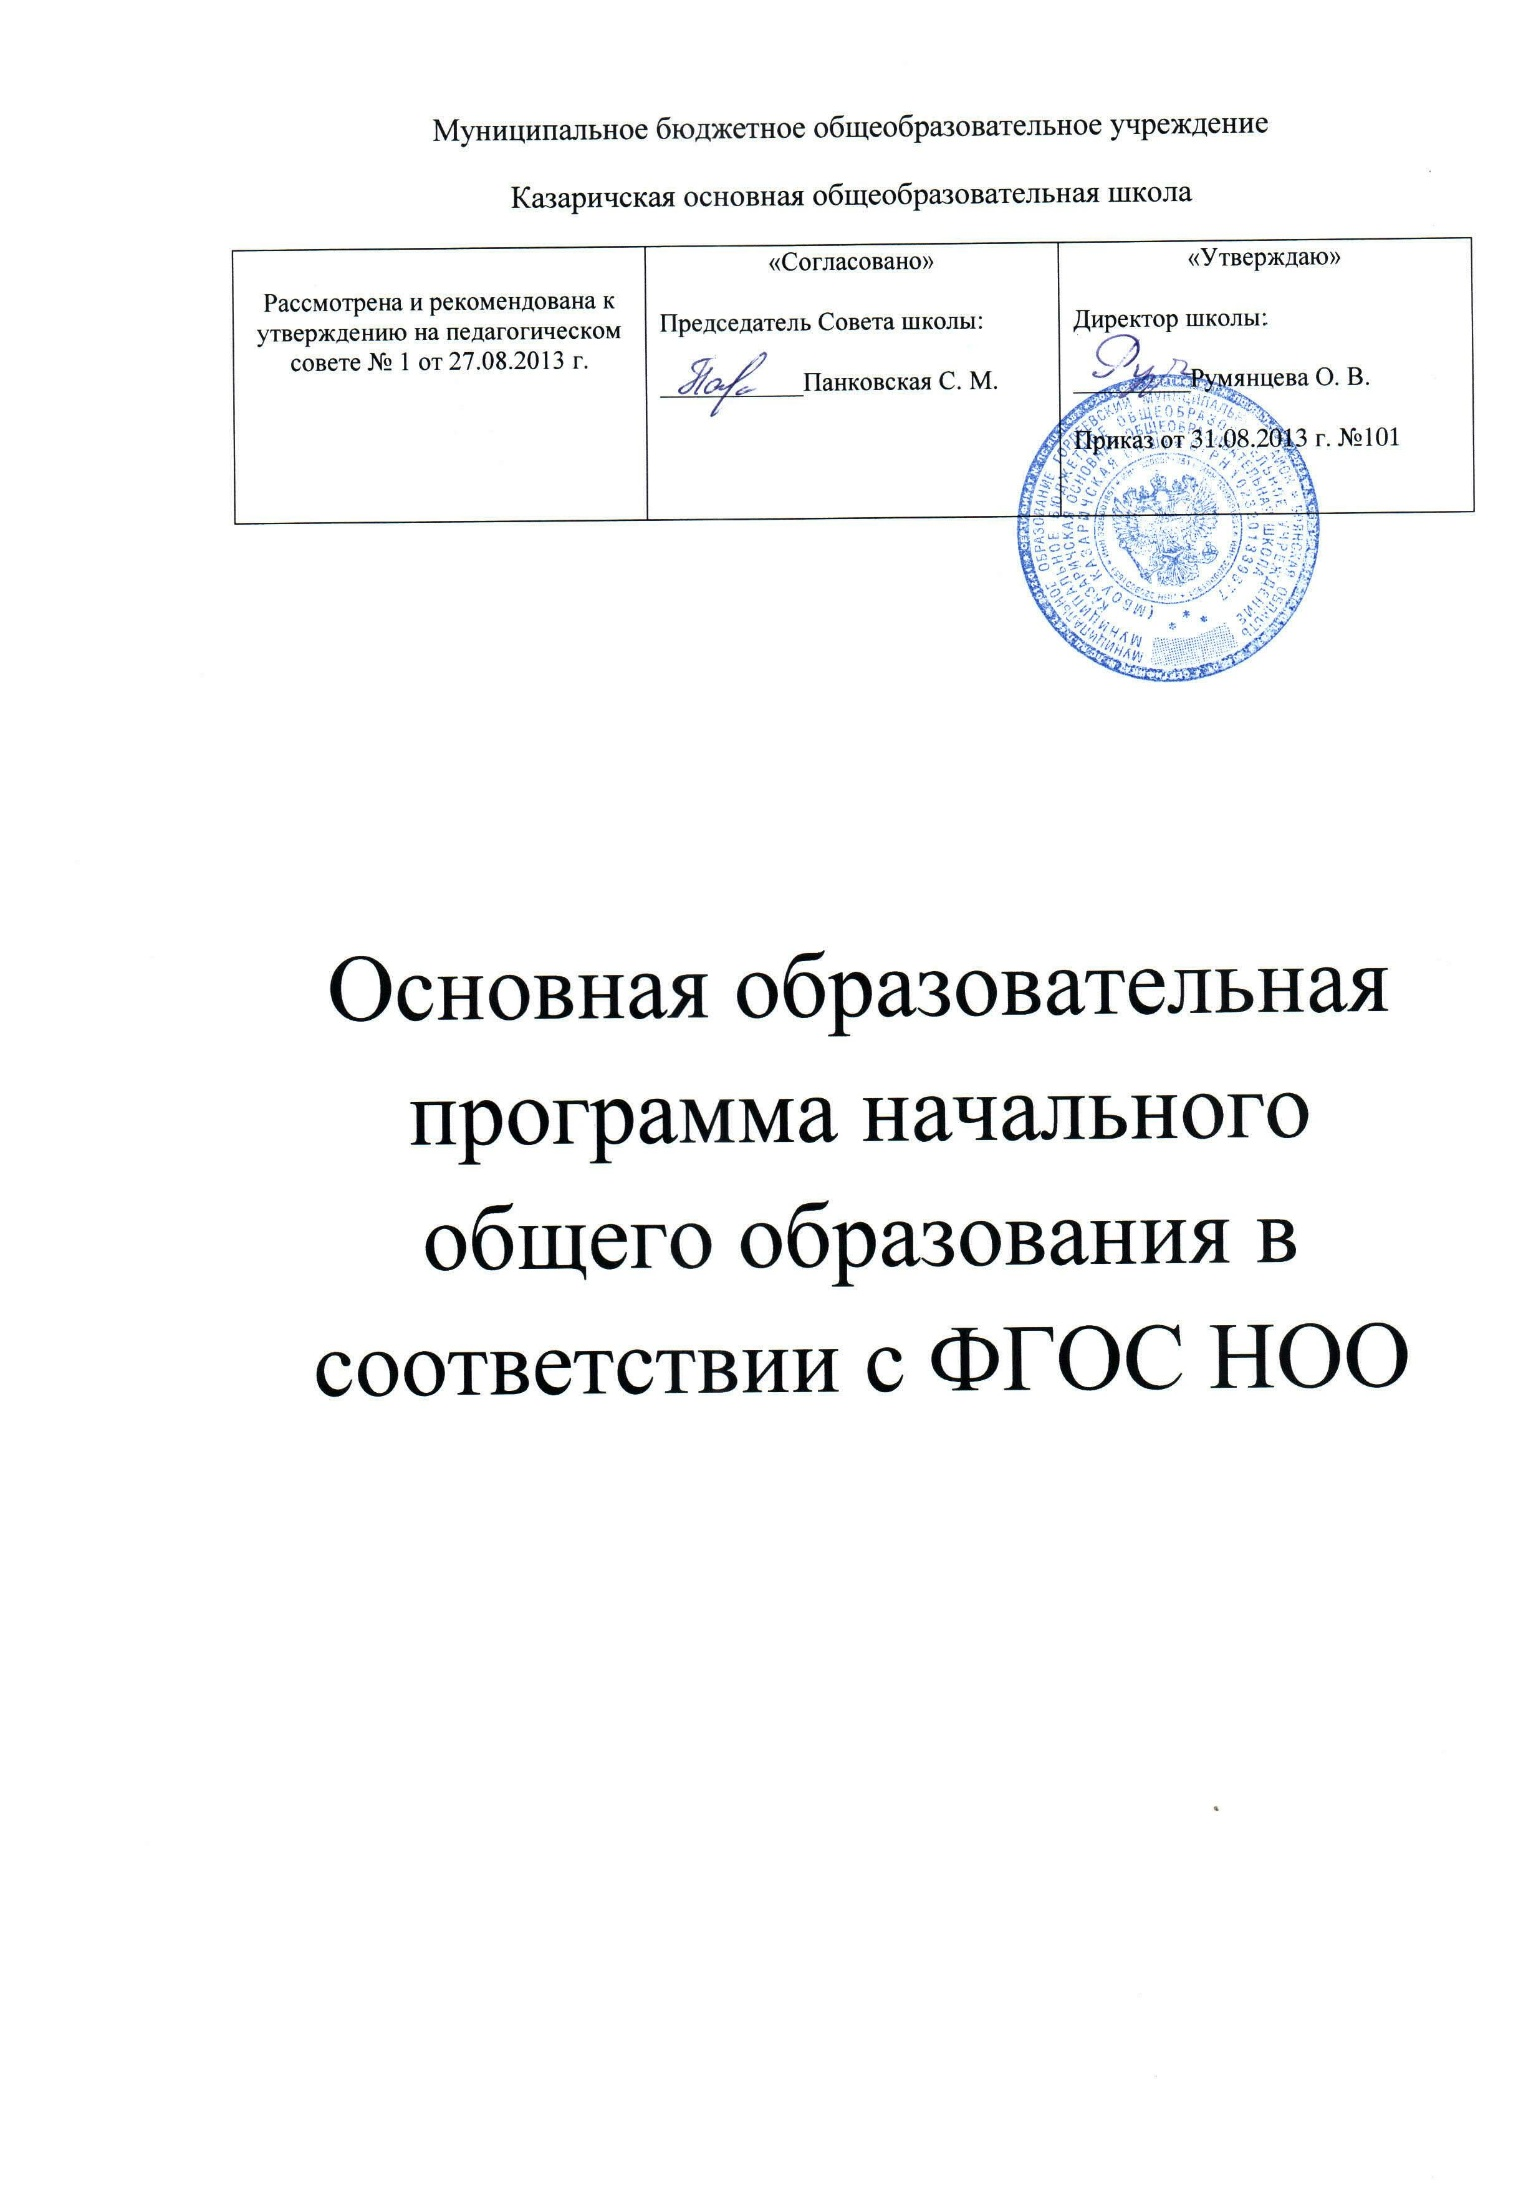 Муниципальное бюджетное общеобразовательное учреждение
Казаричская основная общеобразовательная школа
Рассмотрена и рекомендована к
утверждению на педагогическом
совете № 1 от 27.08.2013 г.
«Согласовано»
Председатель Совета школы:
Панковская С. М.
«Утверждаю»
Директор школы:
Румянцева О. В.
Приказ от 31.08.2013 г. №101
Основная образовательная
программа начального
общего образования в
соответствии с ФГОС НОО